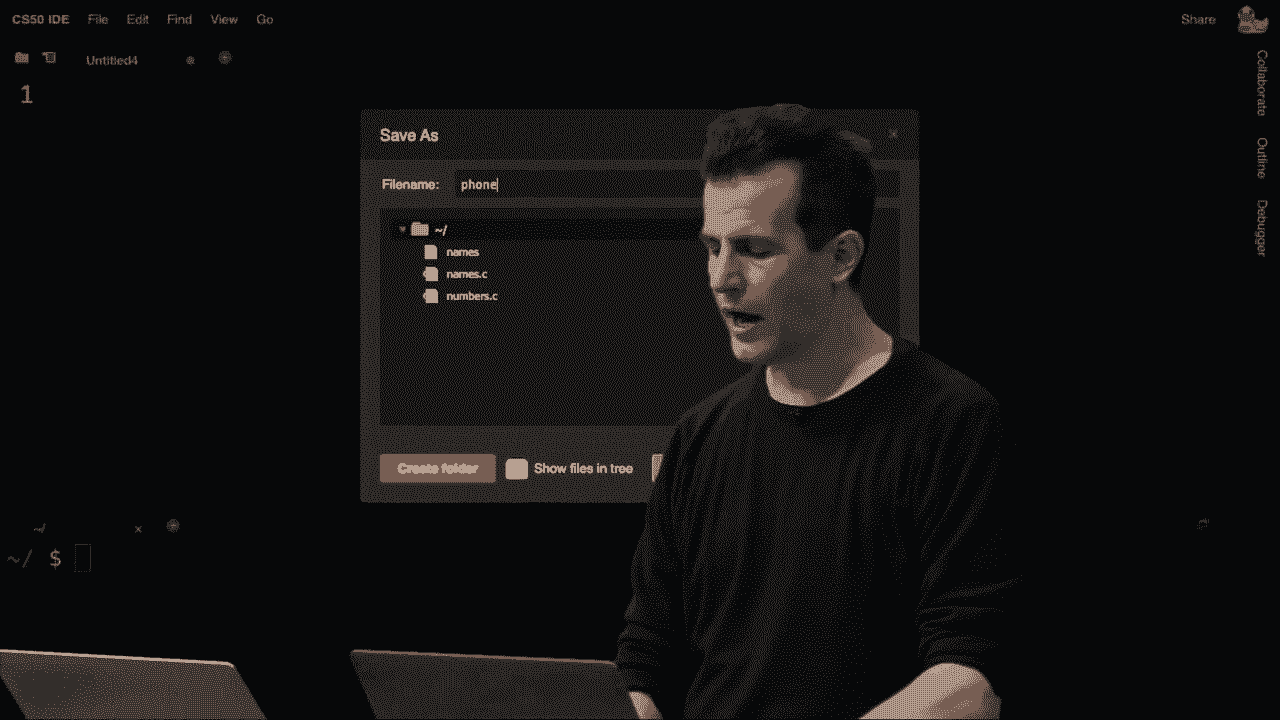 CS50 IDE File Edit Find View Go Share
Untitled4
1
Collaborate
Outline
Debugger
Save As
Filename: phone
~/
names
names.c
numbers.c
Create folder Show files in tree
~/
~/ $